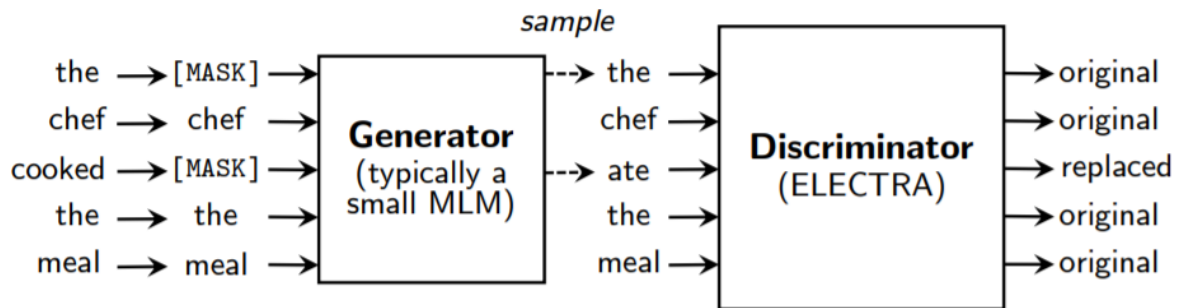 sample
the [MASK] the original
chef chef chef original
cooked [MASK] ate replaced
the the the original
meal meal meal original
Generator
(typically a
small MLM)
Discriminator
(ELECTRA)